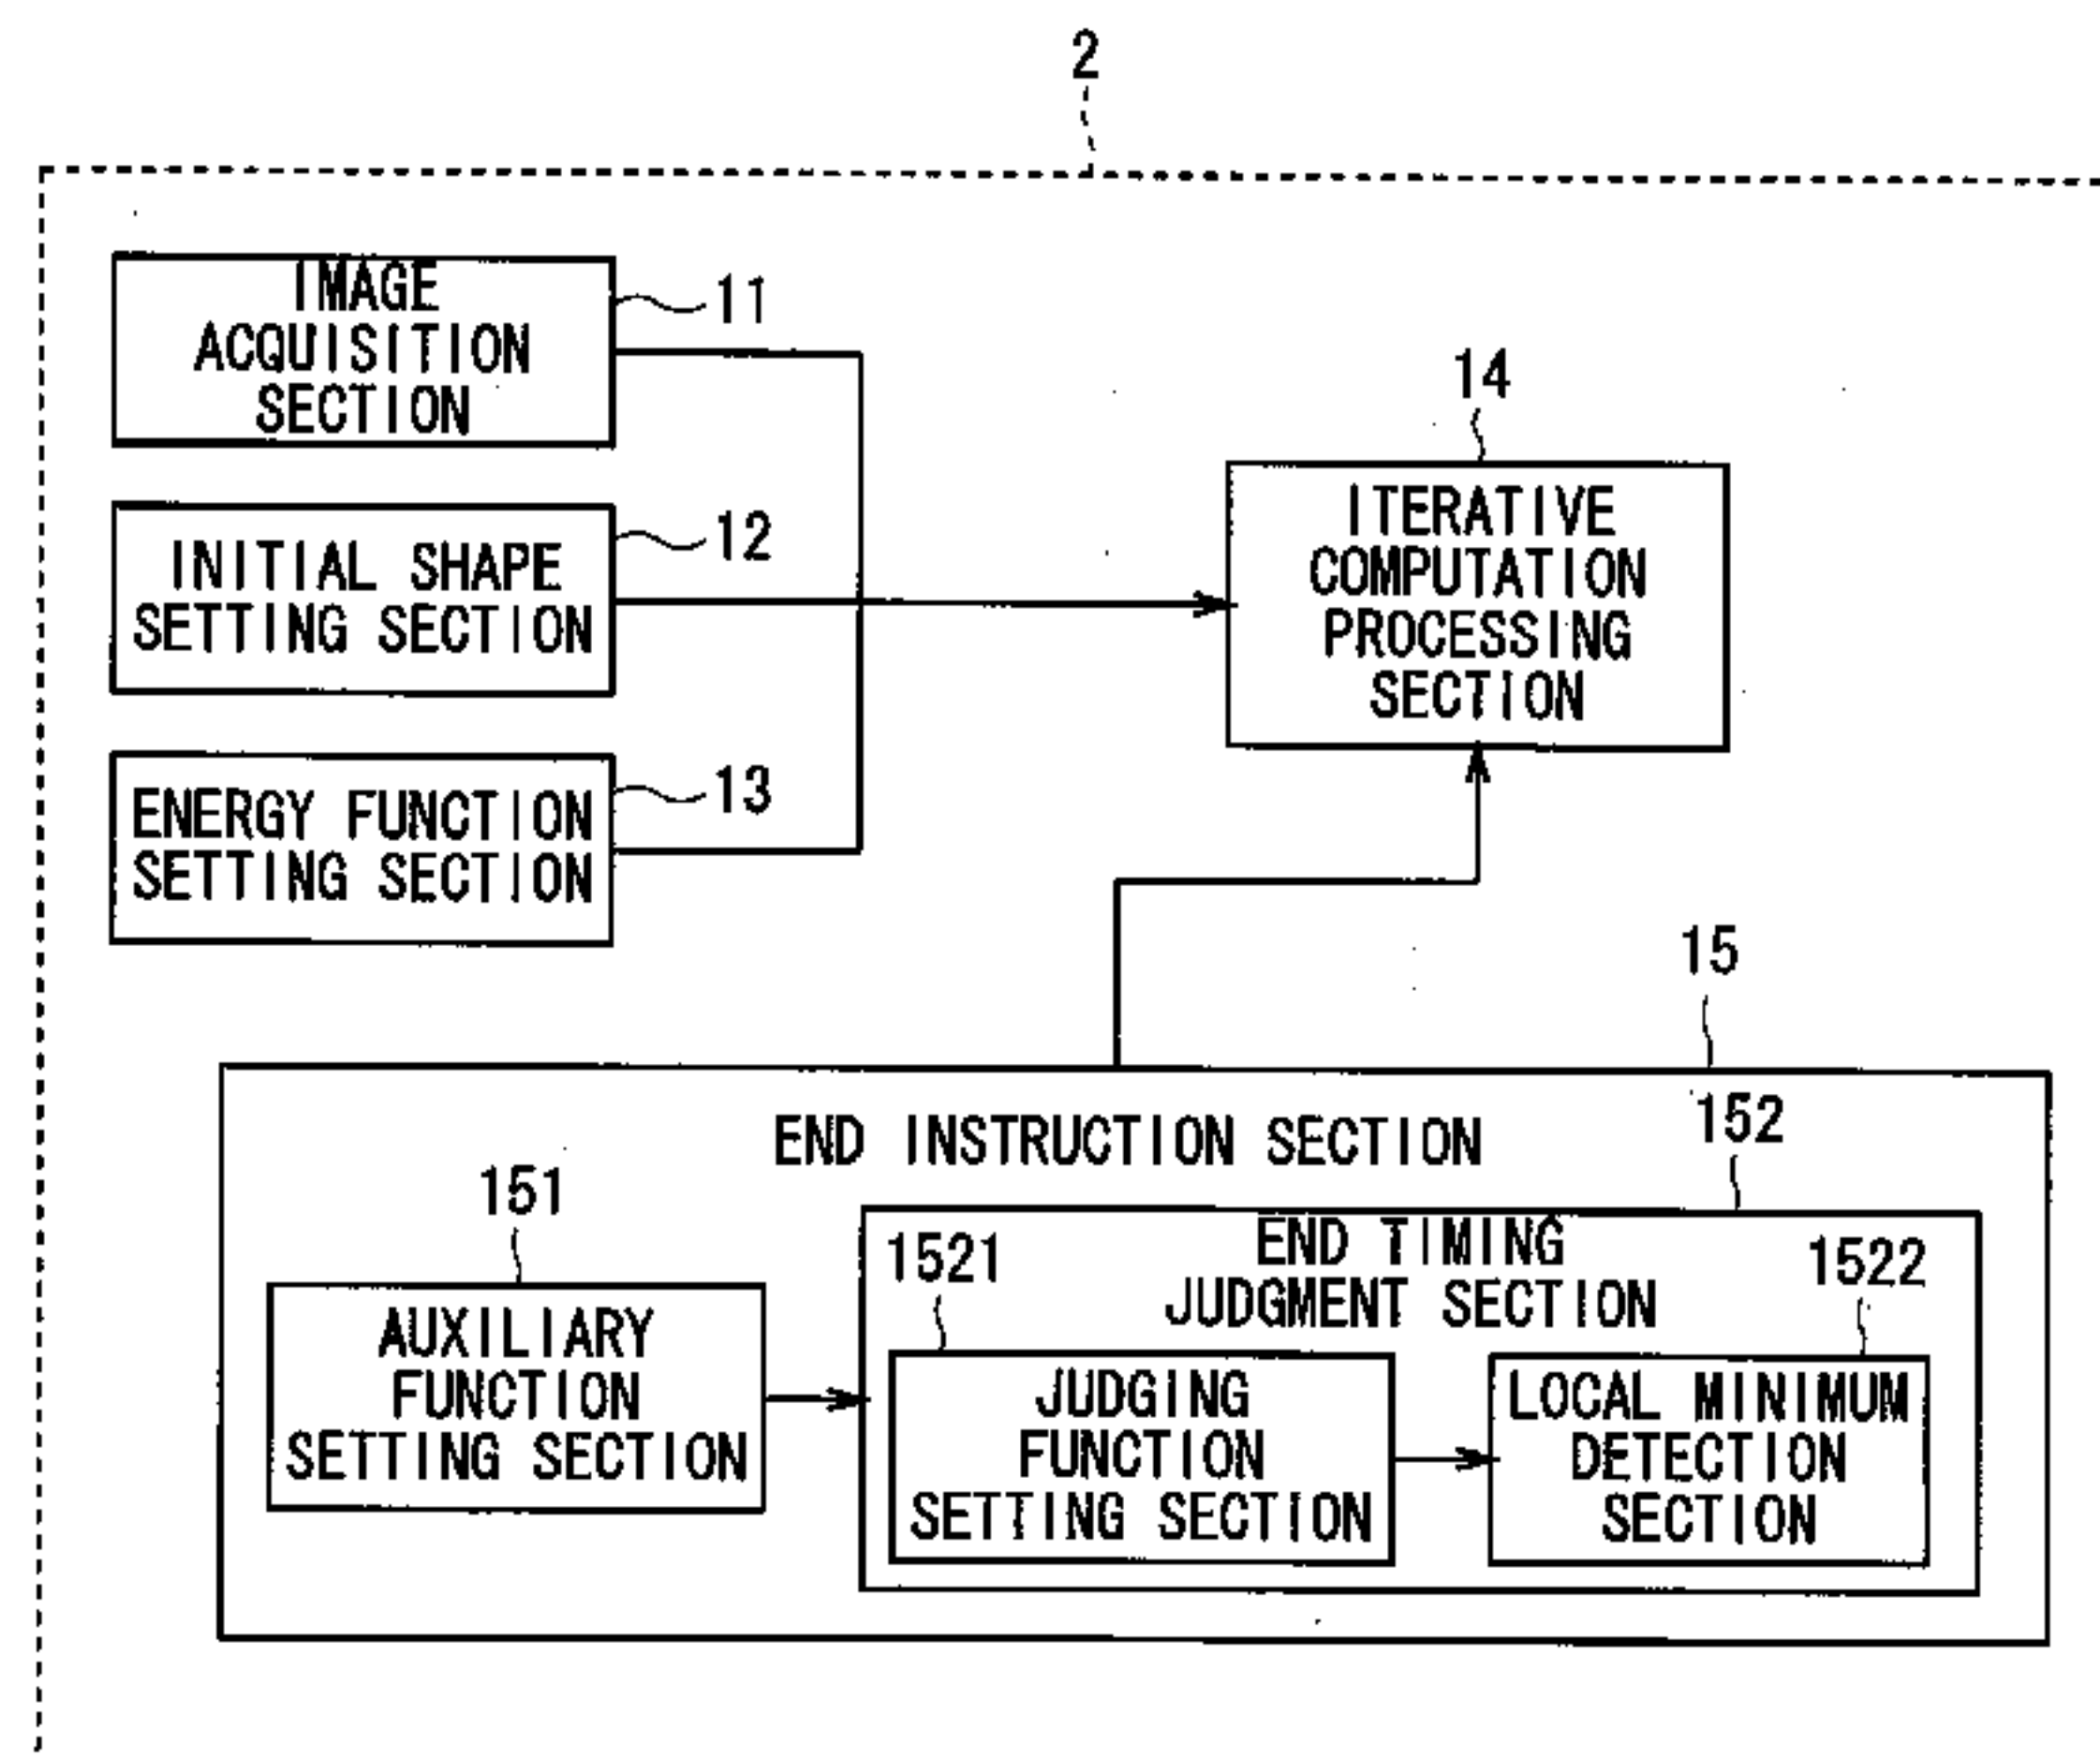 2
IMAGE
ACQUISITION
SECTION
11
INITIAL SHAPE
SETTING SECTION
12
ENERGY FUNCTION
SETTING SECTION
13
14
ITERATIVE
COMPUTATION
PROCESSING
SECTION
15
END INSTRUCTION SECTION
151
AUXILIARY
FUNCTION
SETTING SECTION
152
END TIMING
JUDGMENT SECTION
1521
JUDGING
FUNCTION
SETTING SECTION
1522
LOCAL MINIMUM
DETECTION
SECTION